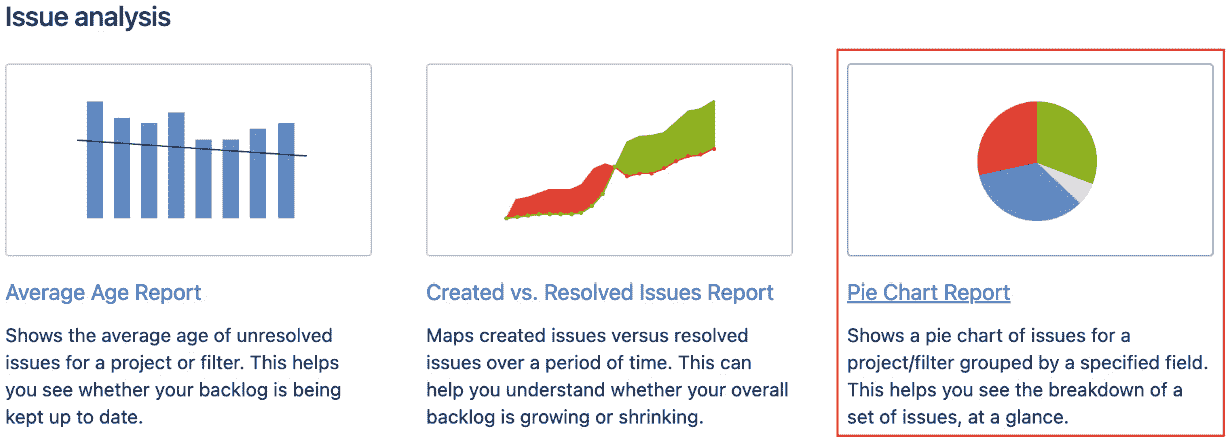 Issue analysis
Average Age Report
Shows the average age of unresolved
issues for a project or filter. This helps
you see whether your backlog is being
kept up to date.
Created vs. Resolved Issues Report
Maps created issues versus resolved
issues over a period of time. This can
help you understand whether your overall
backlog is growing or shrinking.
Pie Chart Report
Shows a pie chart of issues for a
project/filter grouped by a specified field.
This helps you see the breakdown of a
set of issues, at a glance.